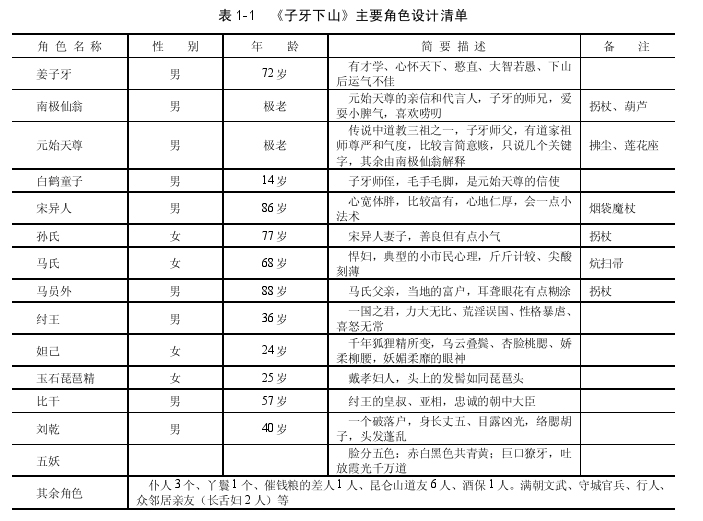 表 1-1 《子牙下山》主要角色设计清单
角 色 名 称 性 别 年 龄 简 要 描 述 备 注
姜子牙 男 72 岁 有才学、心怀天下、憨直、大智若愚、下山
后运气不佳
南极仙翁 男 极老 元始天尊的亲信和代言人，子牙的师兄，爱
耍小脾气，喜欢唠叨 拐杖、葫芦
元始天尊 男 极老 传说中道教三祖之一，子牙师父，有道家祖
师尊严和气度，比较言简意赅，只说几个关键
字，其余由南极仙翁解释 拂尘、莲花座
白鹤童子 男 14 岁 子牙师侄，毛手毛脚，是元始天尊的信使
宋异人 男 86 岁 心宽体胖，比较富有，心地仁厚，会一点小
法术 烟袋魔杖
孙氏 女 77 岁 宋异人妻子，善良但有点小气 拐杖
马氏 女 68 岁 悍妇，典型的小市民心理，斤斤计较、尖酸
刻薄 炕扫帚
马员外 男 88 岁 马氏父亲，当地的富户，耳聋眼花有点糊涂 拐杖
纣王 男 36 岁 一国之君，力大无比、荒淫误国、性格暴虐、
喜怒无常
妲己 女 24 岁 千年狐狸精所变，乌云叠鬓、杏脸桃腮、娇
柔柳腰，妖媚柔靡的眼神
玉石琵琶精 女 25 岁 戴孝妇人，头上的发髻如同琵琶头
比干 男 57 岁 纣王的皇叔、亚相，忠诚的朝中大臣
刘乾 男 40 岁 一个破落户，身长丈五、目露凶光，络腮胡
子，头发蓬乱
五妖 脸分五色：赤白黑色共青黄；巨口獠牙，吐
放霞光千万道
其余角色 仆人 3 个、丫鬟 1 个、催钱粮的差人 1 人、昆仑山道友 6 人、酒保 1 人。满朝文武、守城官兵、行人、
众邻居亲友（长舌妇 2 人）等